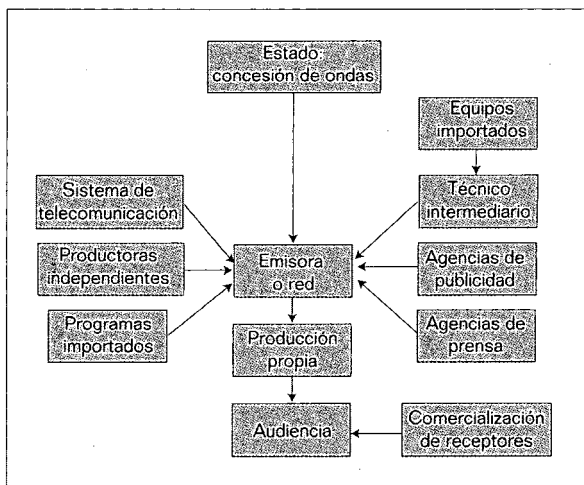 Estado:
concesión de ondas
Equipos
importados
Sistema de
telecomunicación
Técnico
intermediario
Productoras
independientes
Emisora
o red
Agencias de
publicidad
Programas
importados
Producción
propia
Agencias de
prensa
Audiencia
Comercialización
de receptores